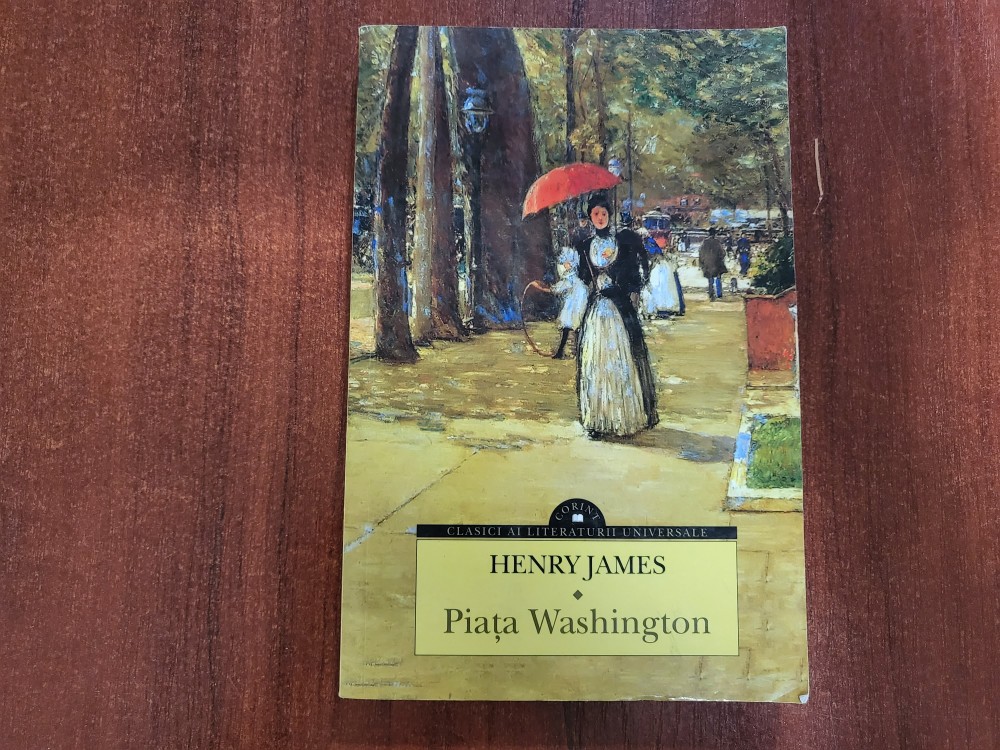 CORINT
CLASICI AI LITERATURII UNIVERSALE
HENRY JAMES
Piața Washington